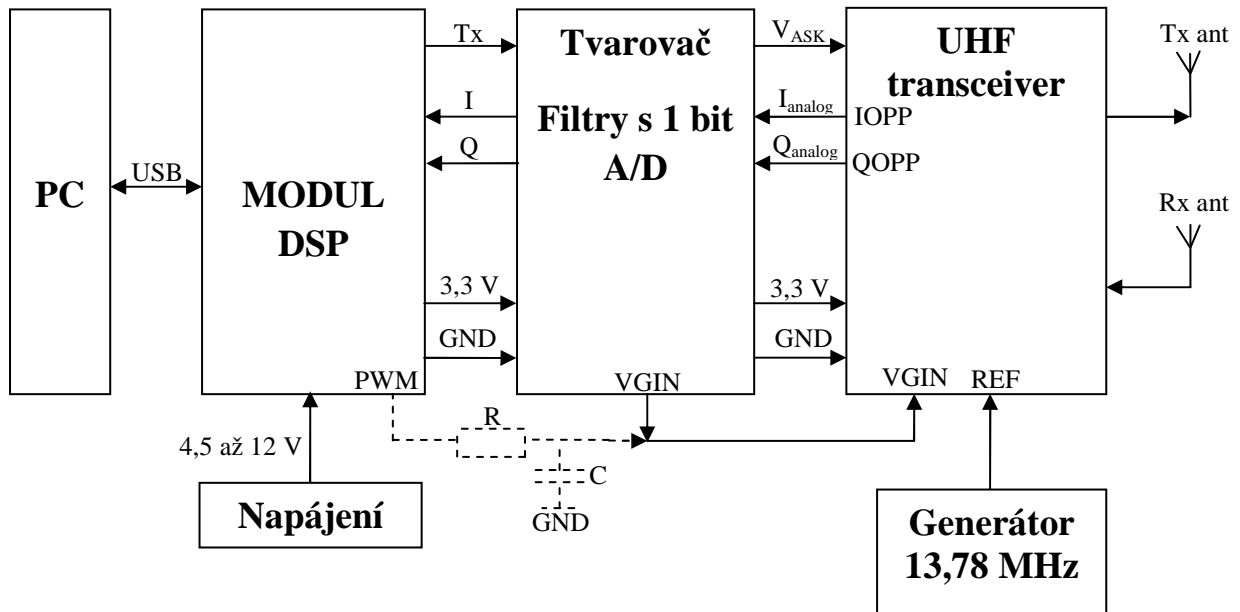 PC
USB
MODUL
DSP
PWM
4,5 až 12 V
Napájení
Tx
I
Q
3,3 V
GND
R
C
GND
Tvarovač
Filtry s 1 bit
A/D
VGIN
VASK
Ianalog
Qanalog
3,3 V
GND
UHF
transceiver
IOPP
QOPP
VGIN REF
Tx ant
Rx ant
Generátor
13,78 MHz